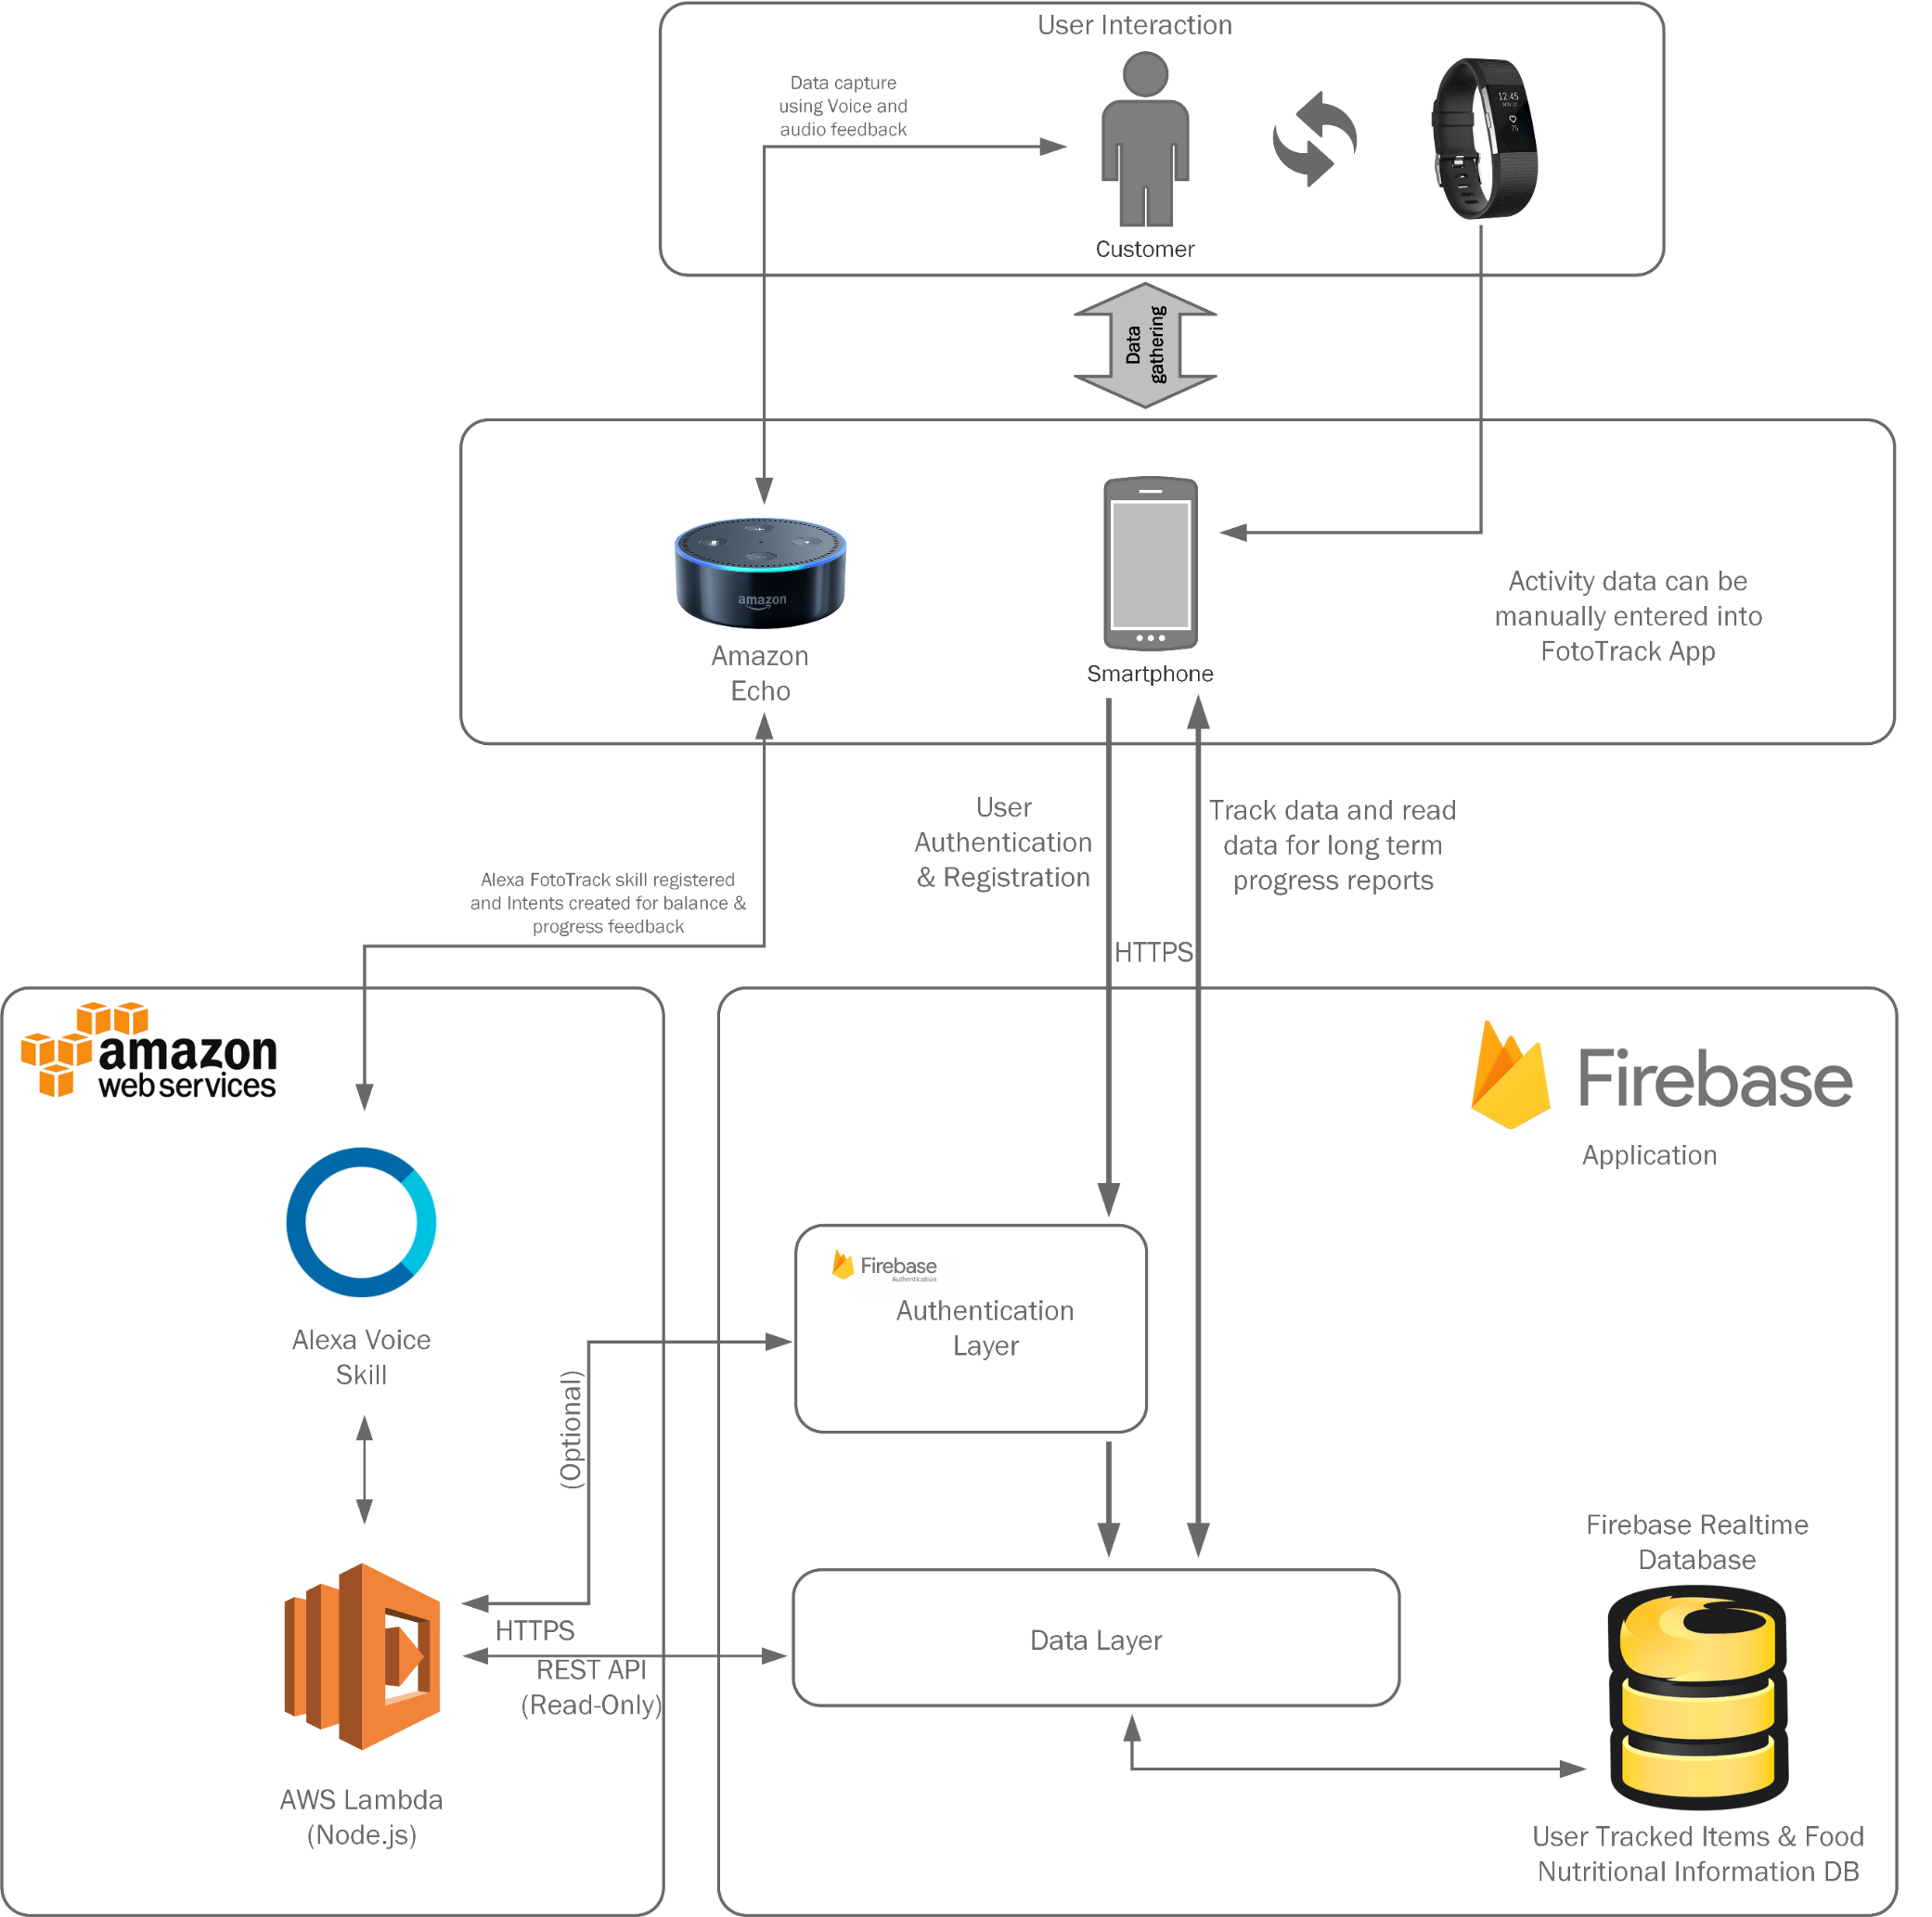 User Interaction
Data capture
using Voice and
audio feedback
12:45
Customer
Data
gathering
amazon
Amazon
Echo
Smartphone
Activity data can be
manually entered into
FotoTrack App
User
Authentication
& Registration
Track data and read
data for long term
progress reports
Alexa FotoTrack skill registered
and Intents created for balance &
progress feedback
HTTPS
amazon
web services
Firebase
Application
Alexa Voice
Skill
Firebase
Authentication
Authentication
Layer
(Optional)
HTTPS
REST API
(Read-Only)
Data Layer
Firebase Realtime
Database
AWS Lambda
(Node.js)
User Tracked Items & Food
Nutritional Information DB